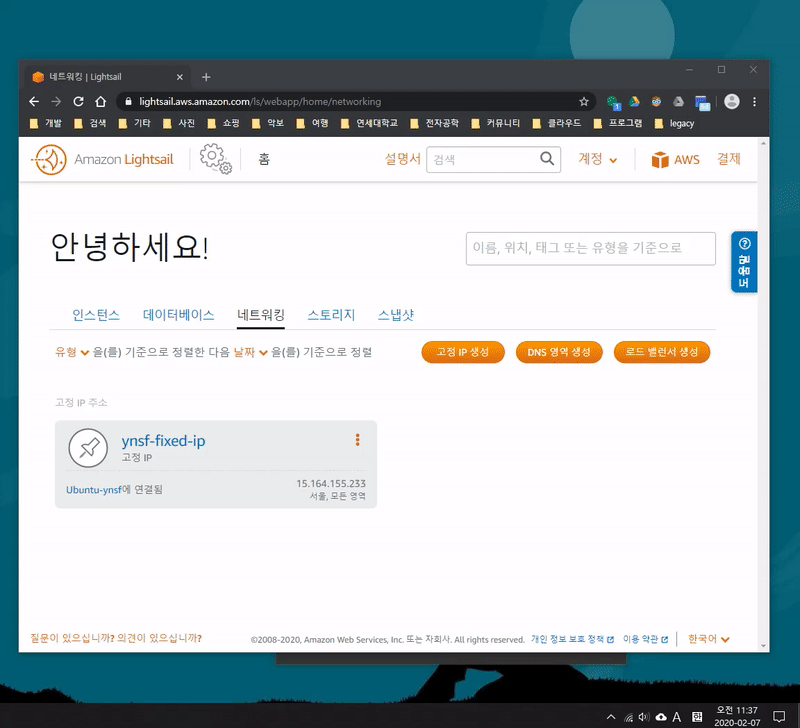 네트워킹 | Lightsail
lightsail.aws.amazon.com/ls/webapp/home/networking
개발 검색 기타 사진 쇼핑 악보 여행 연세대학교 전자공학 커뮤니티 클라우드 프로그램 legacy
Amazon Lightsail 홈 설명서 검색 계정 AWS 결제
안녕하세요!
이름, 위치, 태그 또는 유형을 기준으로
도움말
인스턴스 데이터베이스 네트워킹 스토리지 스냅샷
유형 을(를) 기준으로 정렬한 다음 날짜 을(를) 기준으로 정렬
고정 IP 생성 DNS 영역 생성 로드 밸런서 생성
고정 IP 주소
ynsf-fixed-ip
고정 IP
Ubuntu-ynsf에 연결됨
15.164.155.233
서울, 모든 영역
질문이 있으십니까? 의견이 있으십니까? ©2008-2020, Amazon Web Services, Inc. 또는 자회사. All rights reserved. 개인 정보 보호 정책 이용 약관 한국어
A 한 오전 11:37
2020-02-07